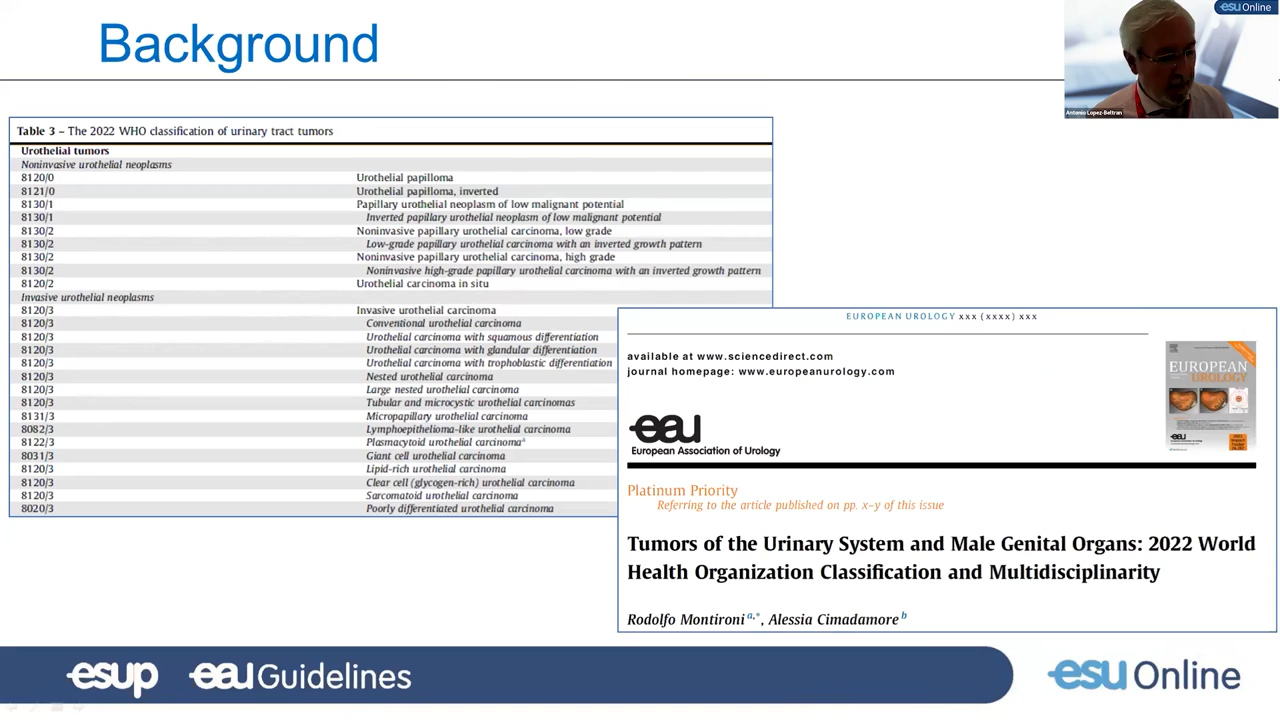 Background
esu Online
Antonio Lopez-Beltran
Table 3 – The 2022 WHO classification of urinary tract tumors
Urothelial tumors
Noninvasive urothelial neoplasms
8120/0 Urothelial papilloma
8121/0 Urothelial papilloma, inverted
8130/1 Papillary urothelial neoplasm of low malignant potential
8130/1 Inverted papillary urothelial neoplasm of low malignant potential
8130/2 Noninvasive papillary urothelial carcinoma, low grade
8130/2 Low-grade papillary urothelial carcinoma with an inverted growth pattern
8130/2 Noninvasive papillary urothelial carcinoma, high grade
8130/2 Noninvasive high-grade papillary urothelial carcinoma with an inverted growth pattern
8120/2 Urothelial carcinoma in situ
Invasive urothelial neoplasms
8120/3 Invasive urothelial carcinoma
8120/3 Conventional urothelial carcinoma
8120/3 Urothelial carcinoma with squamous differentiation
8120/3 Urothelial carcinoma with glandular differentiation
8120/3 Urothelial carcinoma with trophoblastic differentiation
8120/3 Nested urothelial carcinoma
8120/3 Large nested urothelial carcinoma
8120/3 Tubular and microcystic urothelial carcinomas
8131/3 Micropapillary urothelial carcinoma
8082/3 Lymphoepithelioma-like urothelial carcinoma
8122/3 Plasmacytoid urothelial carcinomaᵃ
8031/3 Giant cell urothelial carcinoma
8120/3 Lipid-rich urothelial carcinoma
8120/3 Clear cell (glycogen-rich) urothelial carcinoma
8120/3 Sarcomatoid urothelial carcinoma
8020/3 Poorly differentiated urothelial carcinoma
EUROPEAN UROLOGY xxx (xxxx) xxx
available at www.sciencedirect.com
journal homepage: www.europeanurology.com
EUROPEAN
UROLOGY
eau
European Association of Urology
eau
Platinum Priority
Referring to the article published on pp. x–y of this issue
Tumors of the Urinary System and Male Genital Organs: 2022 World
Health Organization Classification and Multidisciplinarity
Rodolfo Montironi a,*, Alessia Cimadamore b
esup eau Guidelines
esu Online